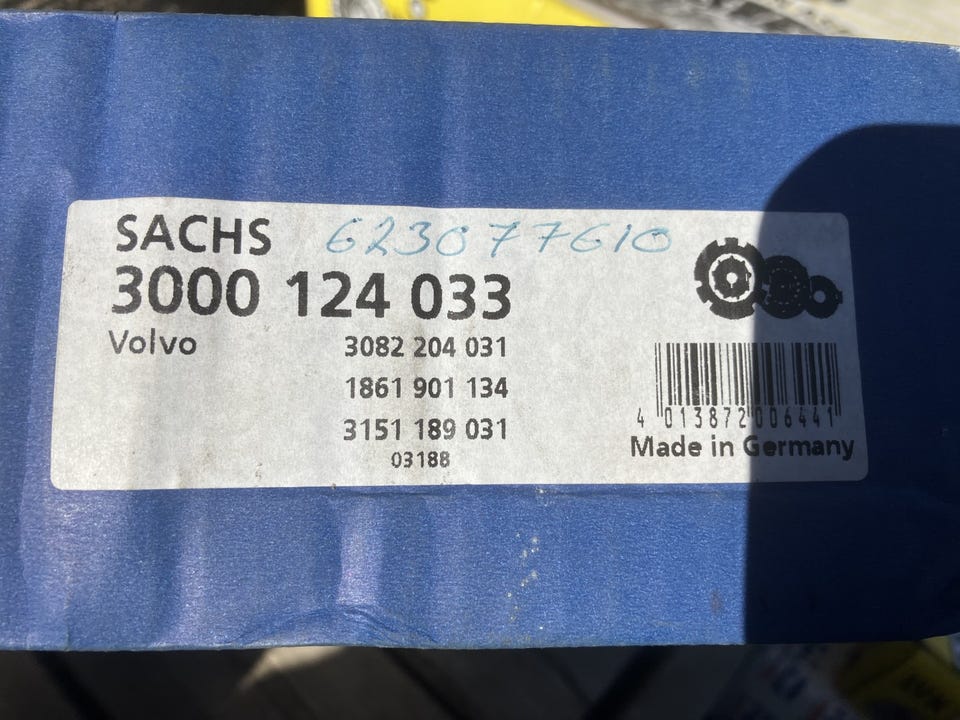 SACHS 623077610
3000 124 033
Volvo 3082 204 031
1861 901 134
3151 189 031
03188
4 013872 006441
Made in Germany